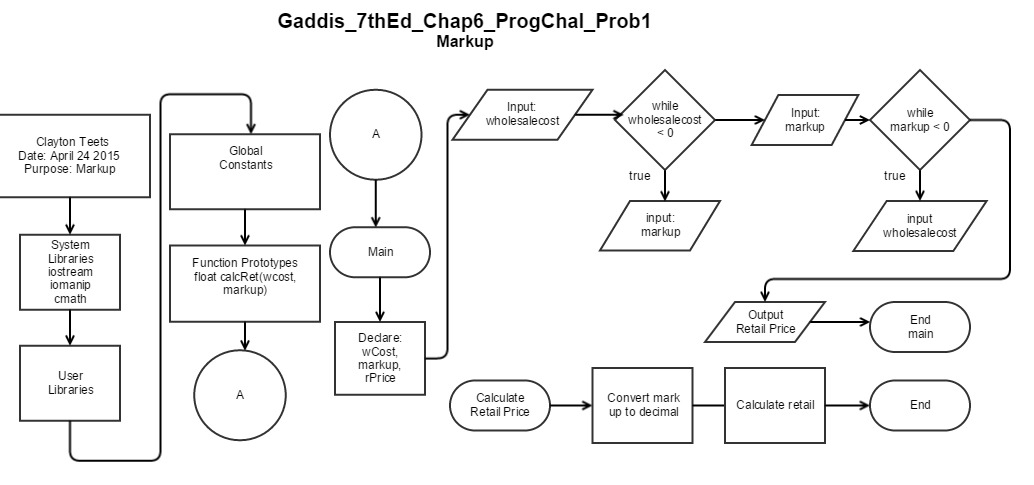 Gaddis_7thEd_Chap6_ProgChal_Prob1
Markup
Clayton Teets
Date: April 24 2015
Purpose: Markup
System
Libraries
iostream
iomanip
cmath
User
Libraries
Global
Constants
Function Prototypes
float calcRet(wcost,
markup)
A
A
Main
Declare:
wCost,
markup,
rPrice
Input:
wholesalecost
while
wholesalecost
< 0
true
input:
markup
Input:
markup
while
markup < 0
true
input
wholesalecost
Output
Retail Price
End
main
Calculate
Retail Price
Convert mark
up to decimal
Calculate retail
End